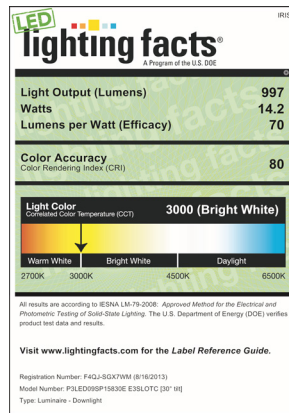 IRIS
LED
lighting facts®
A Program of the U.S. DOE
Light Output (Lumens) 997
Watts 14.2
Lumens per Watt (Efficacy) 70
Color Accuracy 80
Color Rendering Index (CRI)
Light Color 3000 (Bright White)
Correlated Color Temperature (CCT)
Warm White Bright White Daylight
2700K 3000K 4500K 6500K
All results are according to IESNA LM-79-2008: Approved Method for the Electrical and
Photometric Testing of Solid-State Lighting. The U.S. Department of Energy (DOE) verifies
product test data and results.
Visit www.lightingfacts.com for the Label Reference Guide.
Registration Number: F4QJ-SGX7WM (8/16/2013)
Model Number: P3LED09SP15830E E3SLOTC [30° tilt]
Type: Luminaire - Downlight